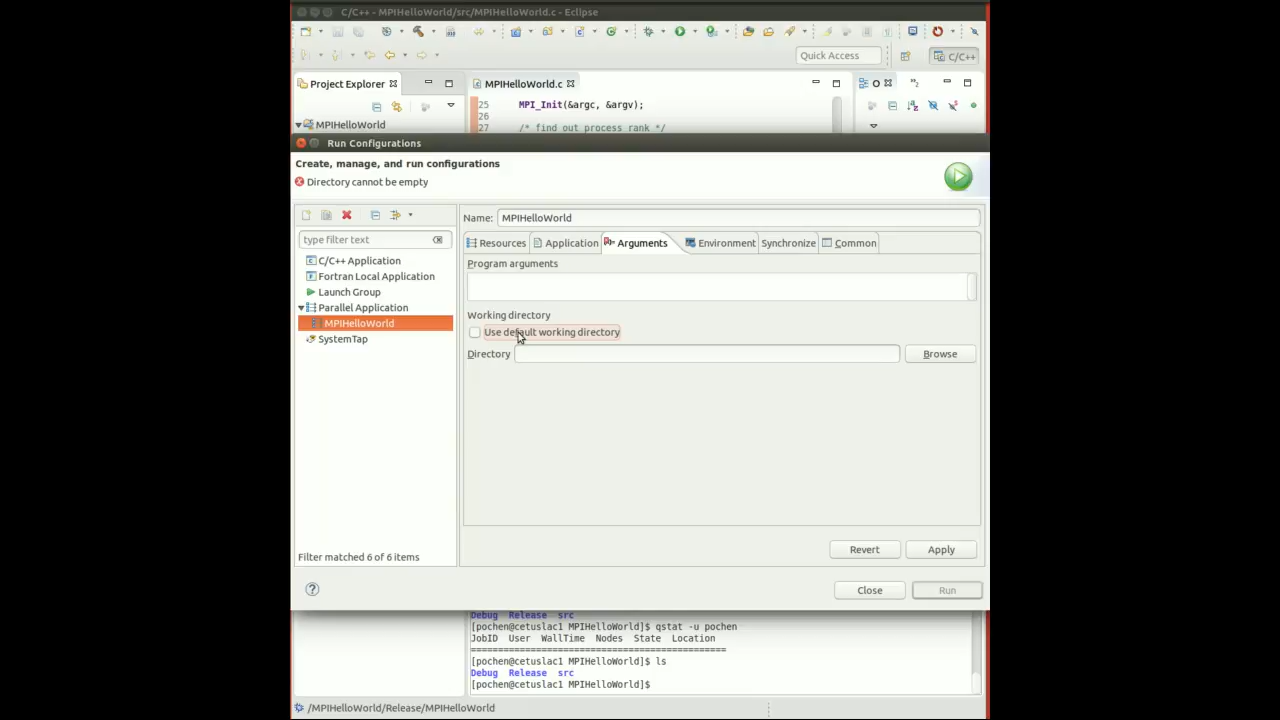 C/C++ - MPIHelloWorld/src/MPIHelloWorld.c - Eclipse
Quick Access
C/C++
Project Explorer
MPIHelloWorld.c
O
25 MPI_Init(&argc, &argv);
26
MPIHelloWorld
27 /* find out process rank */
Run Configurations
Create, manage, and run configurations
Directory cannot be empty
Name: MPIHelloWorld
type filter text
Resources Application Arguments Environment Synchronize Common
C/C++ Application
Fortran Local Application
Launch Group
Parallel Application
MPIHelloWorld
SystemTap
Program arguments
Working directory
Use default working directory
Directory
Browse
Filter matched 6 of 6 items
Revert Apply
Close Run
Debug Release src
[pochen@cetuslac1 MPIHelloWorld]$ qstat -u pochen
JobID User WallTime Nodes State Location
==============================================
[pochen@cetuslac1 MPIHelloWorld]$ ls
Debug Release src
[pochen@cetuslac1 MPIHelloWorld]$
/MPIHelloWorld/Release/MPIHelloWorld